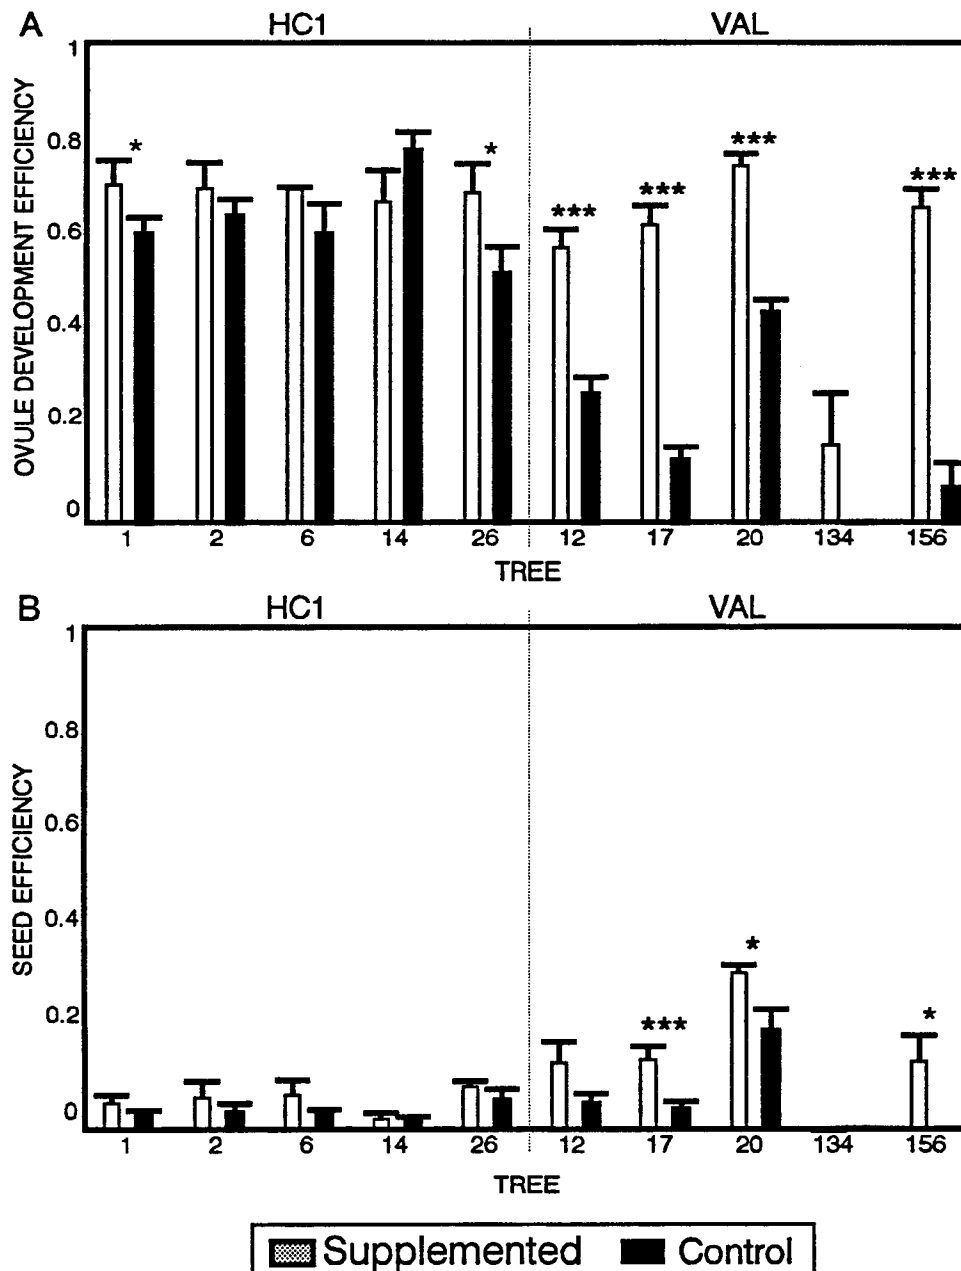 A
HC1 VAL
OVULE DEVELOPMENT EFFICIENCY
1
0.8
0.6
0.4
0.2
0
* * *** *** *** ***
1 2 6 14 26 12 17 20 134 156
TREE
B
HC1 VAL
SEED EFFICIENCY
1
0.8
0.6
0.4
0.2
0
*** * *
1 2 6 14 26 12 17 20 134 156
TREE
Supplemented Control